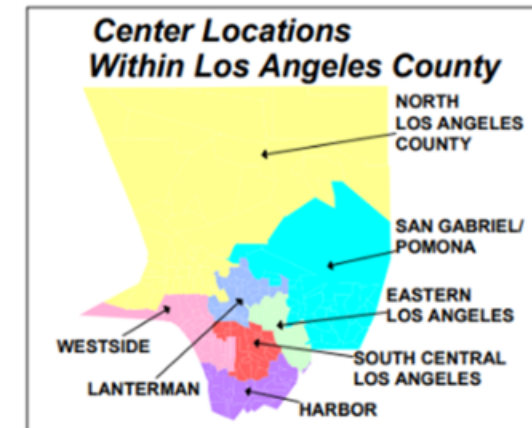 Center Locations
Within Los Angeles County
NORTH
LOS ANGELES
COUNTY
SAN GABRIEL/
POMONA
EASTERN
LOS ANGELES
WESTSIDE
SOUTH CENTRAL
LOS ANGELES
LANTERMAN
HARBOR